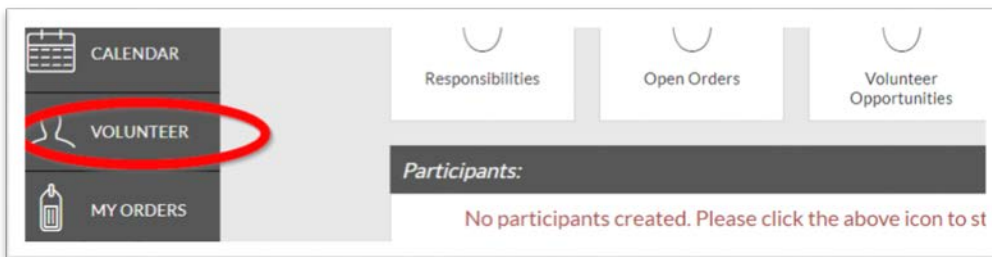 CALENDAR
VOLUNTEER
MY ORDERS
Responsibilities
Open Orders
Volunteer
Opportunities
Participants:
No participants created. Please click the above icon to st